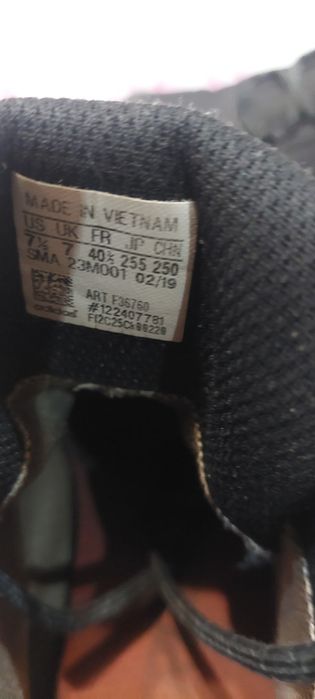 MADE IN VIETNAM
US UK FR JP CHN
7½ 7 40⅔ 255 250
SMA 23M001 02/19
ART F36760
#122407781
adidas